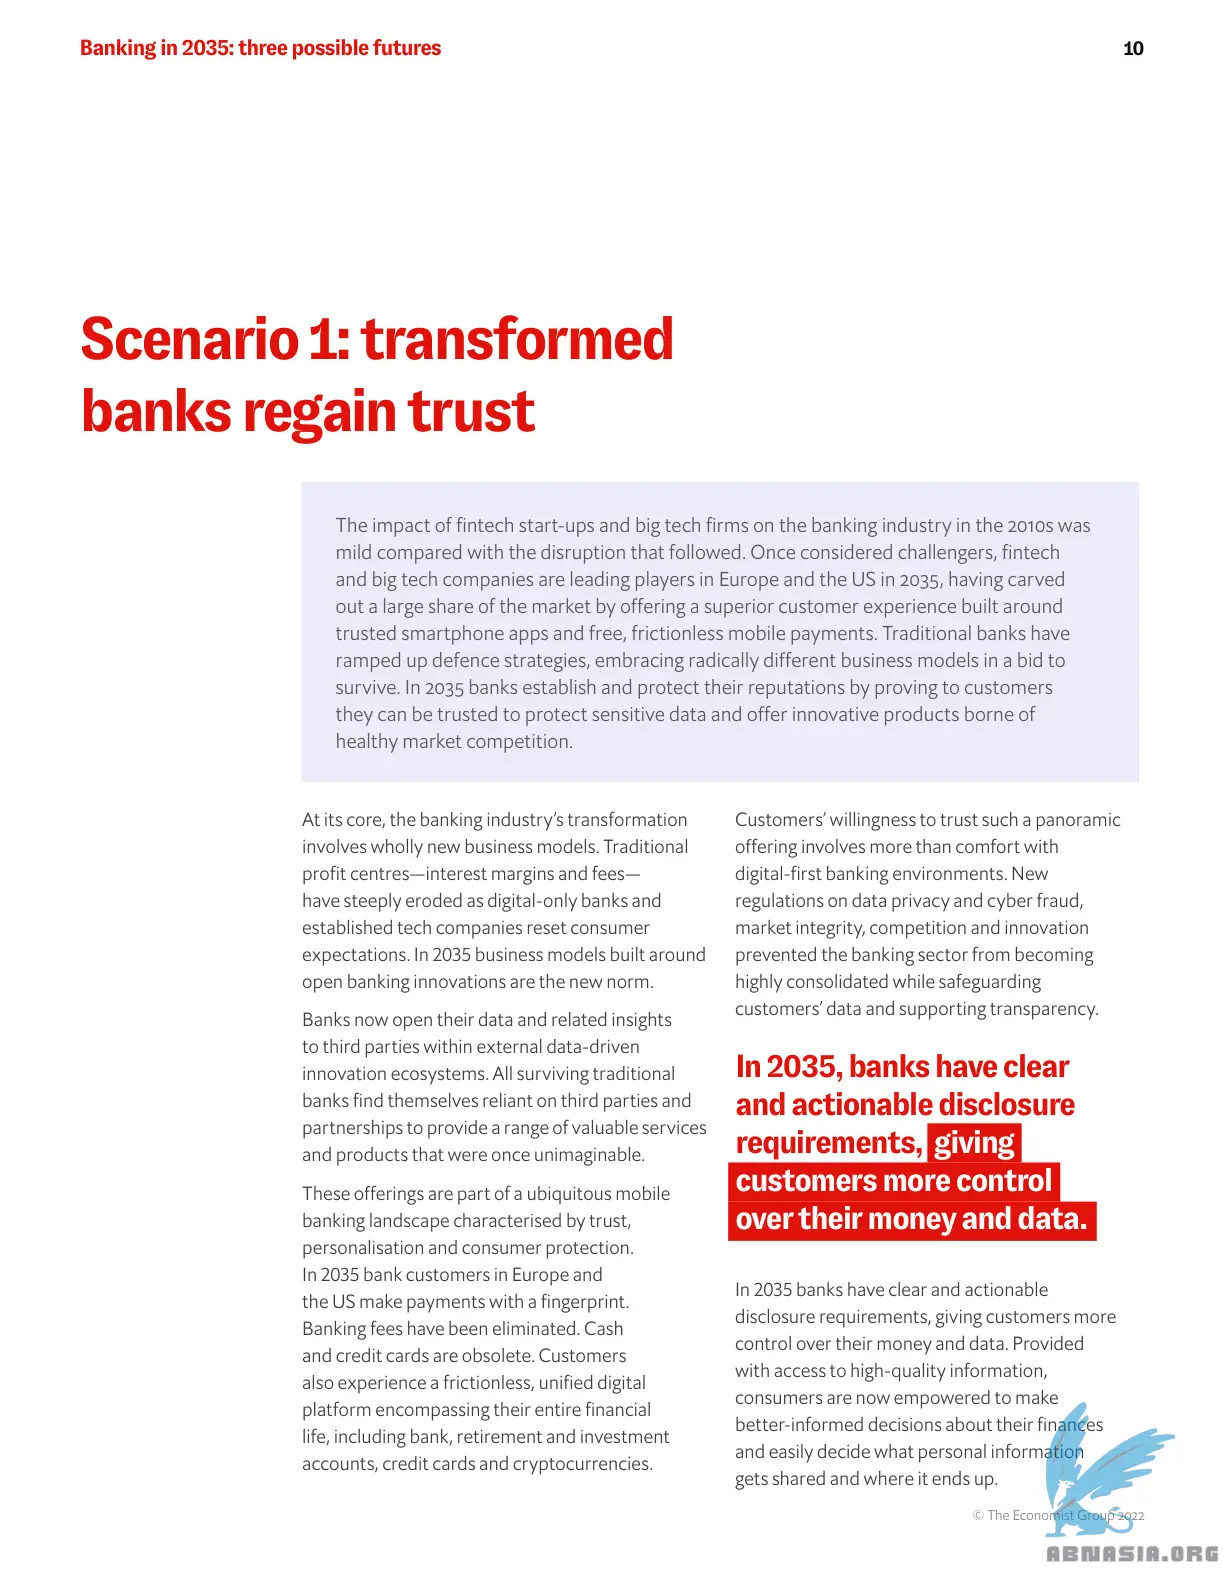 Banking in 2035: three possible futures
10
Scenario 1: transformed
banks regain trust
The impact of fintech start-ups and big tech firms on the banking industry in the 2010s was
mild compared with the disruption that followed. Once considered challengers, fintech
and big tech companies are leading players in Europe and the US in 2035, having carved
out a large share of the market by offering a superior customer experience built around
trusted smartphone apps and free, frictionless mobile payments. Traditional banks have
ramped up defence strategies, embracing radically different business models in a bid to
survive. In 2035 banks establish and protect their reputations by proving to customers
they can be trusted to protect sensitive data and offer innovative products borne of
healthy market competition.
At its core, the banking industry’s transformation
involves wholly new business models. Traditional
profit centres—interest margins and fees—
have steeply eroded as digital-only banks and
established tech companies reset consumer
expectations. In 2035 business models built around
open banking innovations are the new norm.
Banks now open their data and related insights
to third parties within external data-driven
innovation ecosystems. All surviving traditional
banks find themselves reliant on third parties and
partnerships to provide a range of valuable services
and products that were once unimaginable.
These offerings are part of a ubiquitous mobile
banking landscape characterised by trust,
personalisation and consumer protection.
In 2035 bank customers in Europe and
the US make payments with a fingerprint.
Banking fees have been eliminated. Cash
and credit cards are obsolete. Customers
also experience a frictionless, unified digital
platform encompassing their entire financial
life, including bank, retirement and investment
accounts, credit cards and cryptocurrencies.
Customers’ willingness to trust such a panoramic
offering involves more than comfort with
digital-first banking environments. New
regulations on data privacy and cyber fraud,
market integrity, competition and innovation
prevented the banking sector from becoming
highly consolidated while safeguarding
customers’ data and supporting transparency.
In 2035, banks have clear
and actionable disclosure
requirements, giving
customers more control
over their money and data.
In 2035 banks have clear and actionable
disclosure requirements, giving customers more
control over their money and data. Provided
with access to high-quality information,
consumers are now empowered to make
better-informed decisions about their finances
and easily decide what personal information
gets shared and where it ends up.
© The Economist Group 2022
ABNASIA.ORG